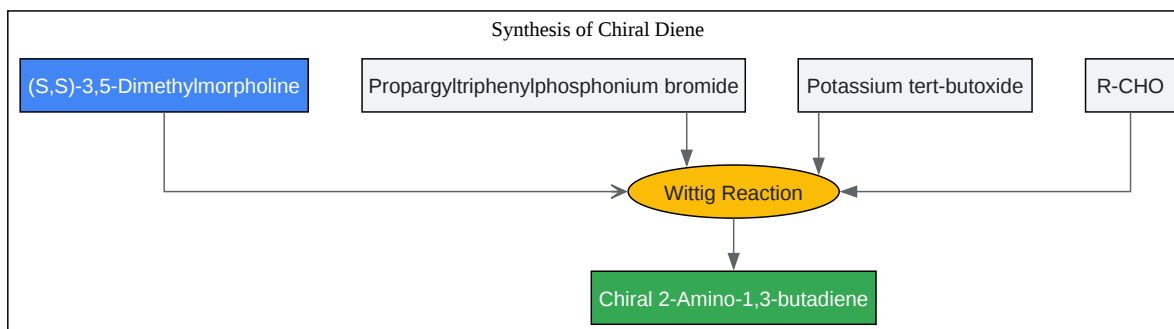 Synthesis of Chiral Diene
(S,S)-3,5-Dimethylmorpholine
Propargyltriphenylphosphonium bromide
Potassium tert-butoxide
R-CHO
Wittig Reaction
Chiral 2-Amino-1,3-butadiene